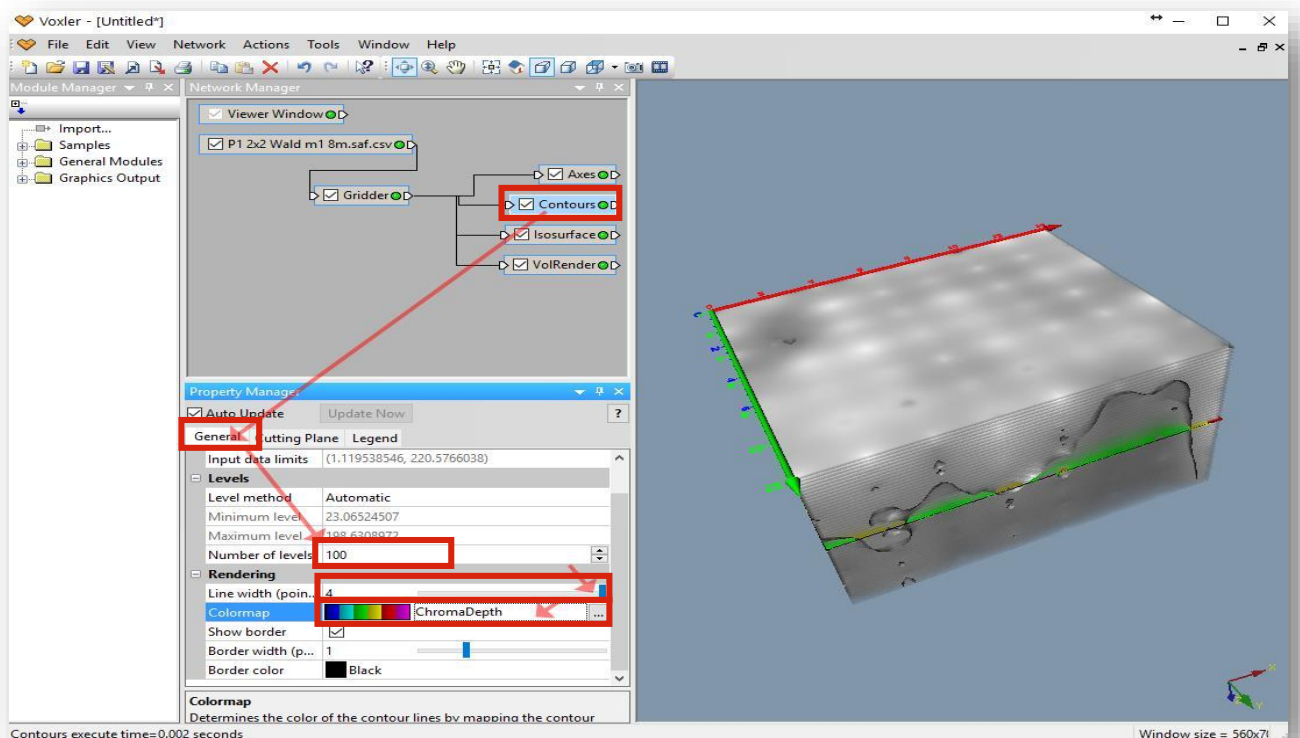 Voxler - [Untitled*]
File Edit View Network Actions Tools Window Help
Module Manager
Network Manager
Import...
Samples
General Modules
Graphics Output
Viewer Window
P1 2x2 Wald m1 8m.saf.csv
Gridder
Axes
Contours
Isosurface
VolRender
Property Manager
Auto Update Update Now ?
General Cutting Plane Legend
Input data limits (1.119538546, 220.5766038)
Levels
Level method Automatic
Minimum level 23.06524507
Maximum level 198.6308972
Number of levels 100
Rendering
Line width (poin... 4
Colormap ChromaDepth ...
Show border
Border width (p... 1
Border color Black
Colormap
Determines the color of the contour lines by mapping the contour
Contours execute time=0.002 seconds
Window size = 560x7